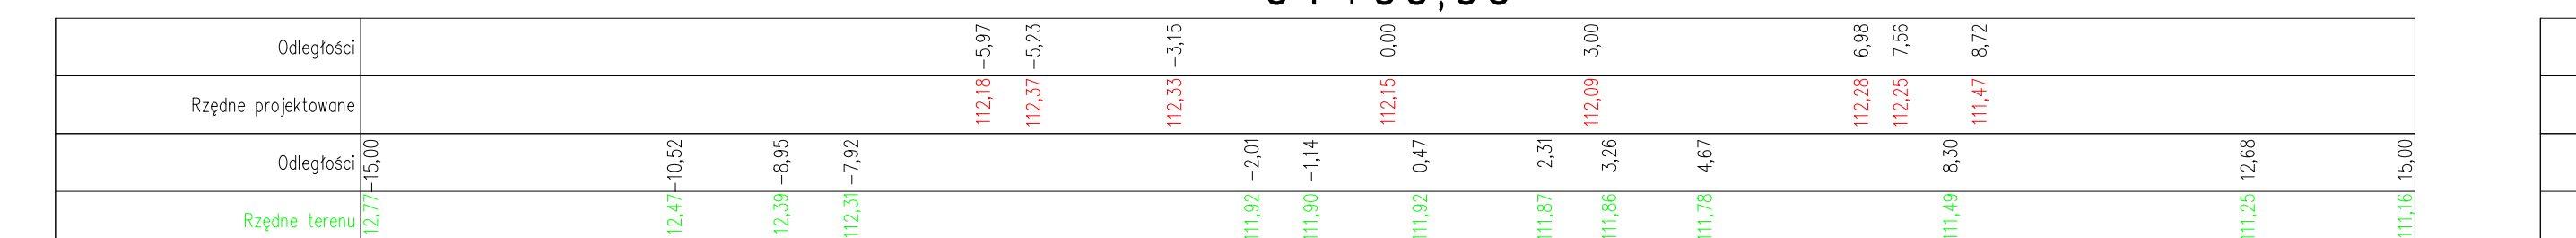 Odległości -5,97 -5,23 -3,15 0,00 3,00 6,98 7,56 8,72
Rzędne projektowane 112,18 112,37 112,33 112,15 112,09 112,28 112,25 111,47
Odległości -15,00 -10,52 -8,95 -7,92 -2,01 -1,14 0,47 2,31 3,26 4,67 8,30 12,68 15,00
Rzędne terenu 12,77 12,47 12,39 112,31 111,92 111,90 111,92 111,87 111,86 111,78 111,49 111,25 111,16